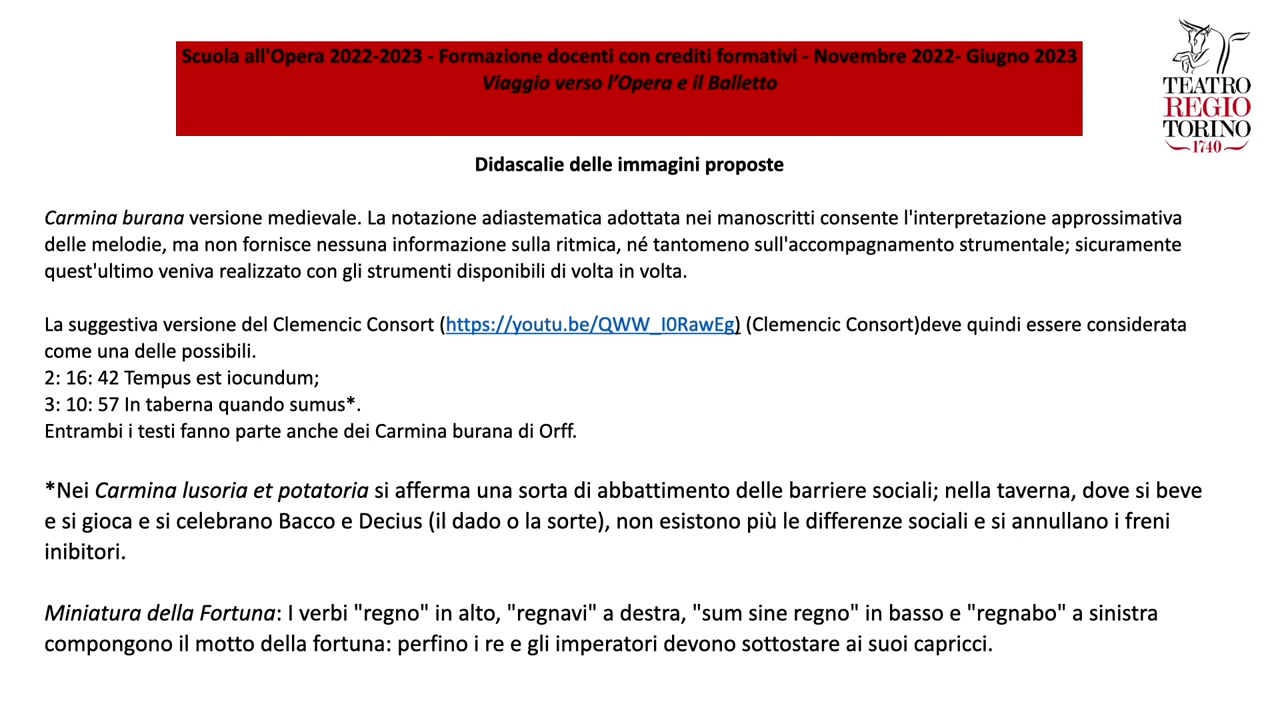 Scuola all'Opera 2022-2023 - Formazione docenti con crediti formativi - Novembre 2022- Giugno 2023
Viaggio verso l'Opera e il Balletto
TEATRO
REGIO
TORINO
1740
Didascalie delle immagini proposte
Carmina burana versione medievale. La notazione adiastematica adottata nei manoscritti consente l'interpretazione approssimativa
delle melodie, ma non fornisce nessuna informazione sulla ritmica, né tantomeno sull'accompagnamento strumentale; sicuramente
quest'ultimo veniva realizzato con gli strumenti disponibili di volta in volta.
La suggestiva versione del Clemencic Consort (https://youtu.be/QWW_I0RawEg) (Clemencic Consort)deve quindi essere considerata
come una delle possibili.
2: 16: 42 Tempus est iocundum;
3: 10: 57 In taberna quando sumus*.
Entrambi i testi fanno parte anche dei Carmina burana di Orff.
*Nei Carmina lusoria et potatoria si afferma una sorta di abbattimento delle barriere sociali; nella taverna, dove si beve
e si gioca e si celebrano Bacco e Decius (il dado o la sorte), non esistono più le differenze sociali e si annullano i freni
inibitori.
Miniatura della Fortuna: I verbi "regno" in alto, "regnavi" a destra, "sum sine regno" in basso e "regnabo" a sinistra
compongono il motto della fortuna: perfino i re e gli imperatori devono sottostare ai suoi capricci.